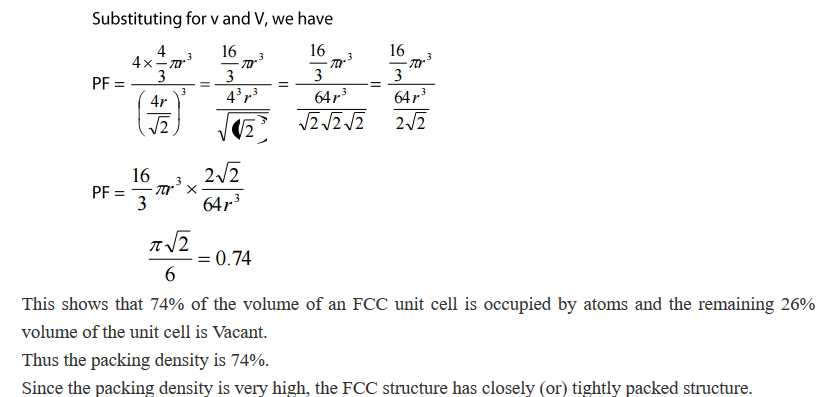 Substituting for v and V, we have
PF = \frac{4 \times \frac{4}{3} \pi r^3}{\left( \frac{4r}{\sqrt{2}} \right)^3} = \frac{\frac{16}{3} \pi r^3}{\frac{4^3 r^3}{\sqrt{(\sqrt{2}^3)}}} = \frac{\frac{16}{3} \pi r^3}{\frac{64r^3}{\sqrt{2}\sqrt{2}\sqrt{2}}} = \frac{\frac{16}{3} \pi r^3}{\frac{64r^3}{2\sqrt{2}}}
PF = \frac{16}{3} \pi r^3 \times \frac{2\sqrt{2}}{64r^3}
\frac{\pi \sqrt{2}}{6} = 0.74
This shows that 74% of the volume of an FCC unit cell is occupied by atoms and the remaining 26%
volume of the unit cell is Vacant.
Thus the packing density is 74%.
Since the packing density is very high, the FCC structure has closely (or) tightly packed structure.